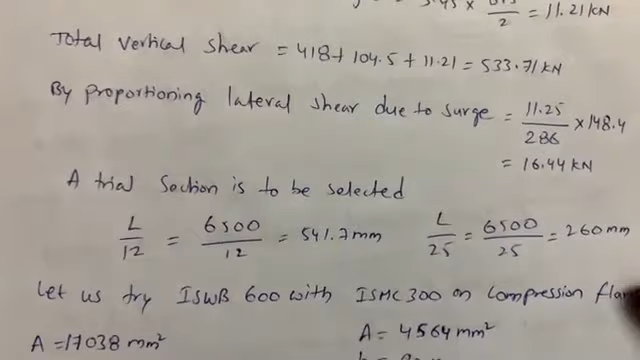 = 11.21 kN
Total vertical shear = 418 + 104.5 + 11.21 = 533.71 kN
By proportioning lateral shear due to surge = 11.25/286 × 148.4
= 16.44 kN
A trial section is to be selected
L/12 = 6500/12 = 541.7 mm L/25 = 6500/25 = 260 mm
Let us try ISWB 600 with ISMC 300 on compression
A = 17038 mm² A = 4564 mm²